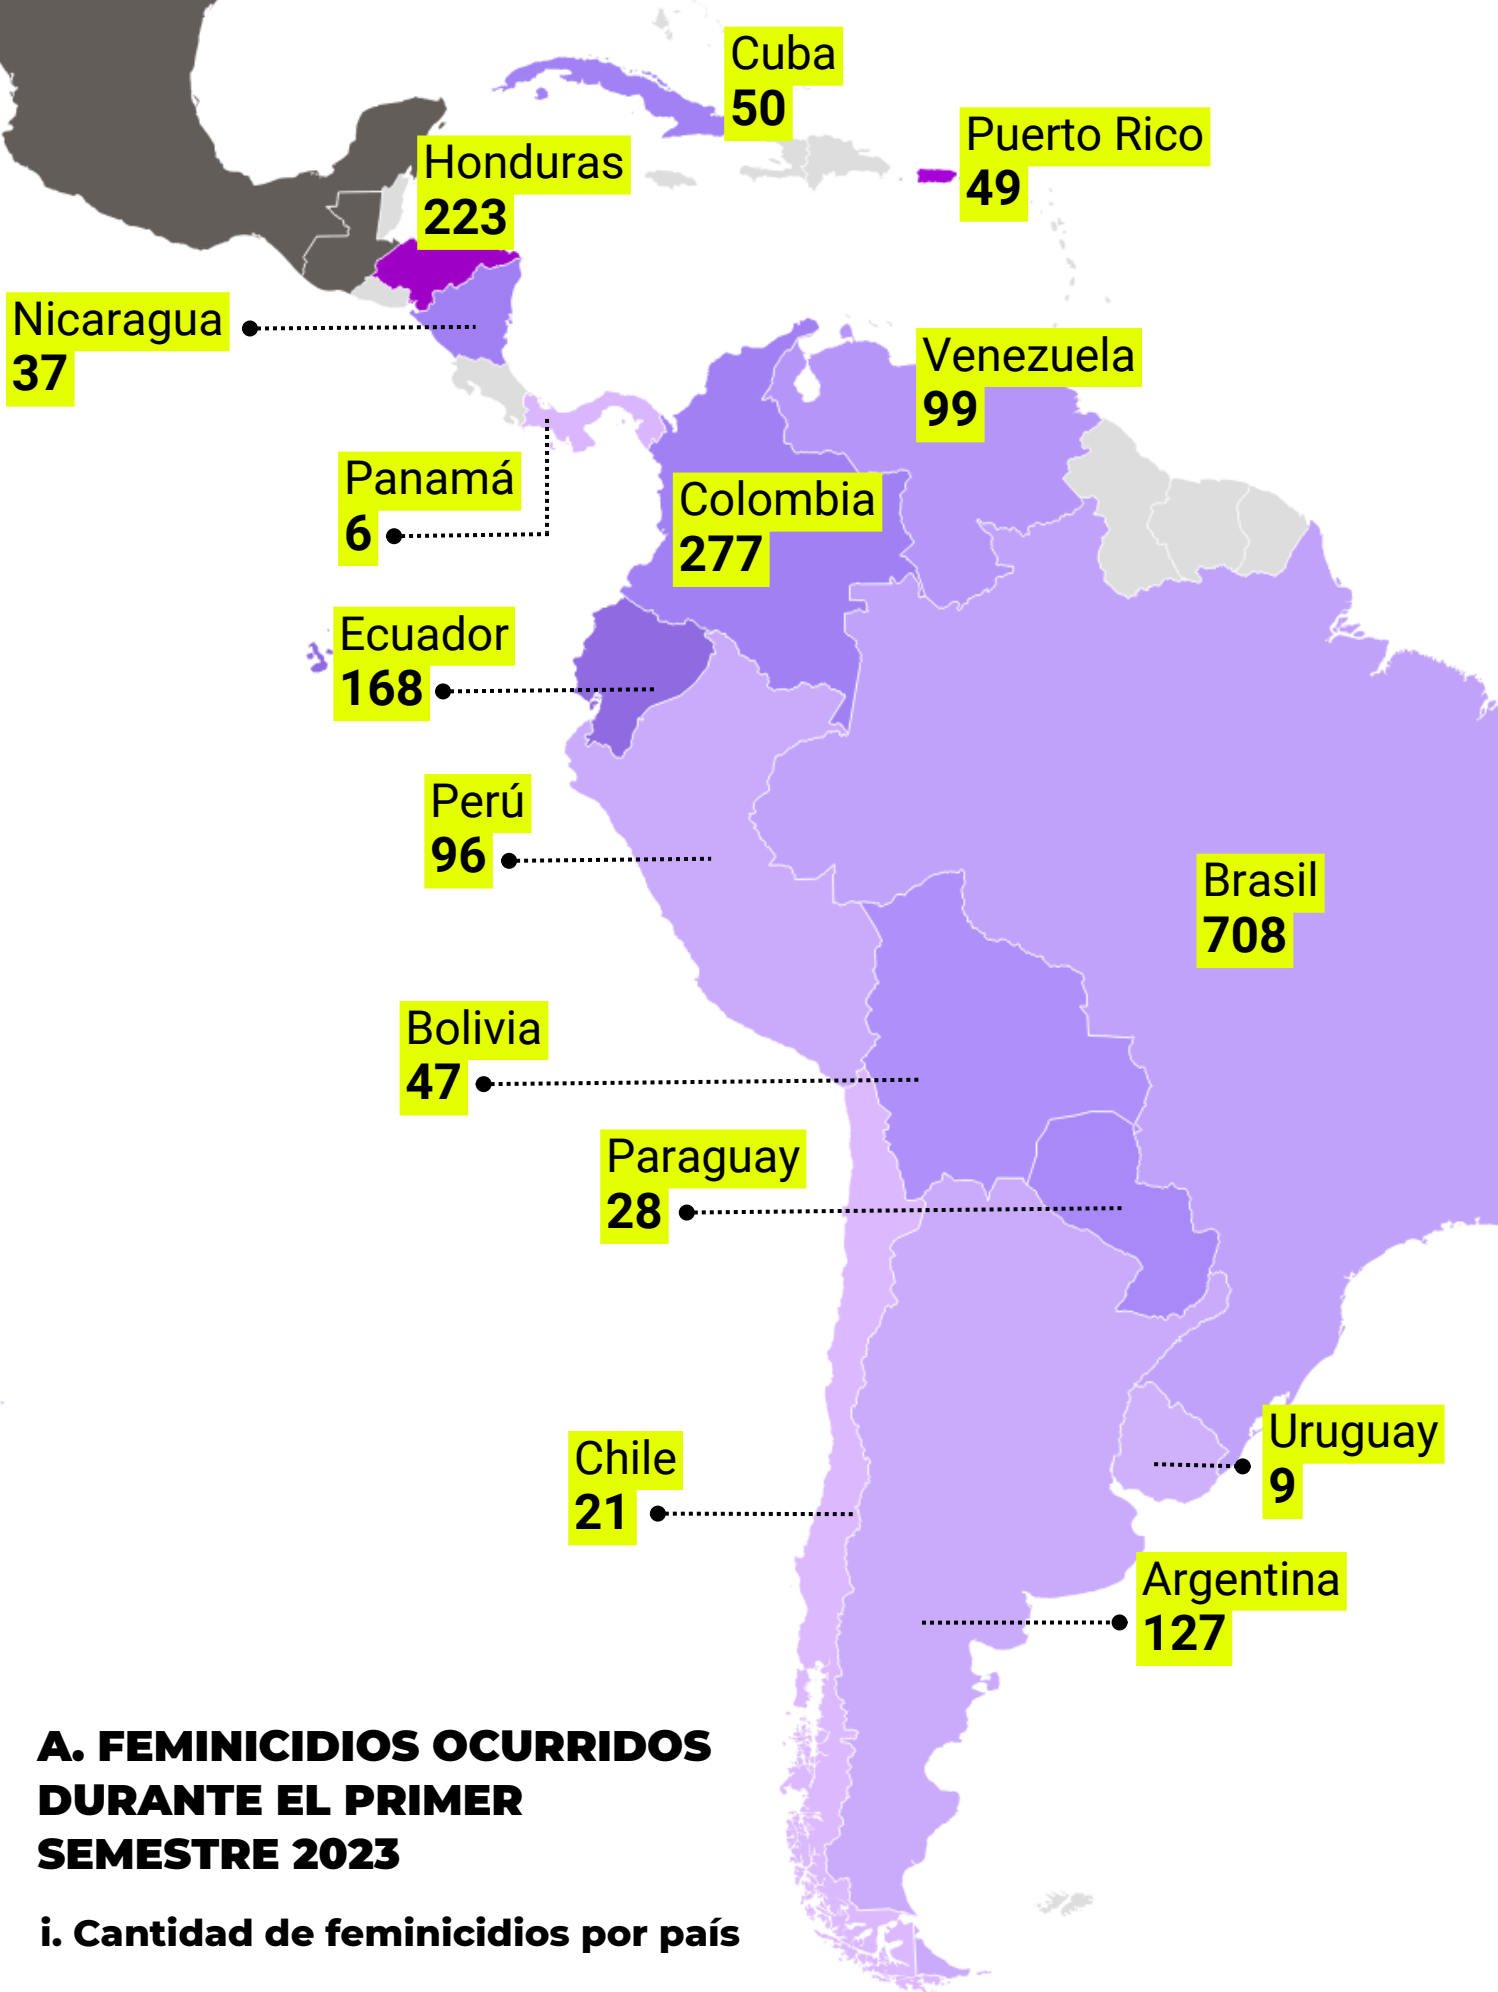 Cuba
50
Puerto Rico
49
Honduras
223
Nicaragua
37
Venezuela
99
Panamá
6
Colombia
277
Ecuador
168
Perú
96
Brasil
708
Bolivia
47
Paraguay
28
Uruguay
9
Chile
21
Argentina
127
A. FEMINICIDIOS OCURRIDOS
DURANTE EL PRIMER
SEMESTRE 2023
i. Cantidad de feminicidios por país